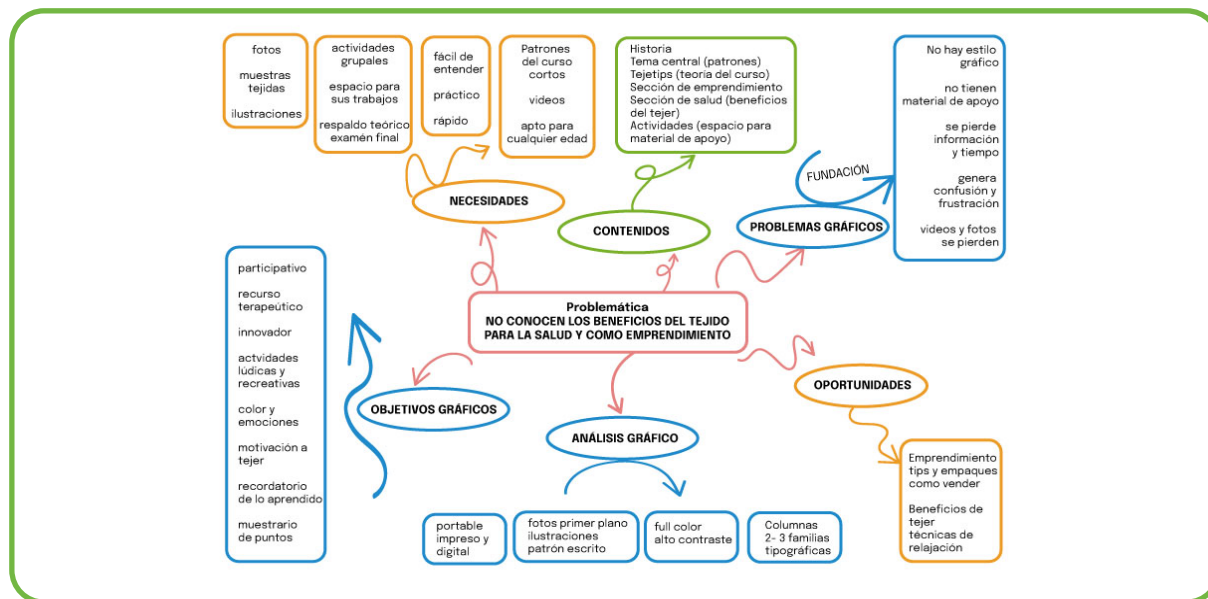 fotos
muestras
tejidas
ilustraciones
actividades
grupales
espacio para
sus trabajos
respaldo teórico
examén final
fácil de
entender
práctico
rápido
Patrones
del curso
cortos
videos
apto para
cualquier edad
NECESIDADES
Historia
Tema central (patrones)
Tejetips (teoría del curso)
Sección de emprendimiento
Sección de salud (beneficios
del tejer)
Actividades (espacio para
material de apoyo)
CONTENIDOS
FUNDACIÓN
PROBLEMAS GRÁFICOS
No hay estilo
gráfico
no tienen
material de apoyo
se pierde
información
y tiempo
genera
confusión y
frustración
videos y fotos
se pierden
Problemática
NO CONOCEN LOS BENEFICIOS DEL TEJIDO
PARA LA SALUD Y COMO EMPRENDIMIENTO
participativo
recurso
terapeútico
innovador
actvidades
lúdicas y
recreativas
color y
emociones
motivación a
tejer
recordatorio
de lo aprendido
muestrario
de puntos
OBJETIVOS GRÁFICOS
ANÁLISIS GRÁFICO
portable
impreso y
digital
fotos primer plano
ilustraciones
patrón escrito
full color
alto contraste
Columnas
2- 3 familias
tipográficas
OPORTUNIDADES
Emprendimiento
tips y empaques
como vender
Beneficios de
tejer
técnicas de
relajación